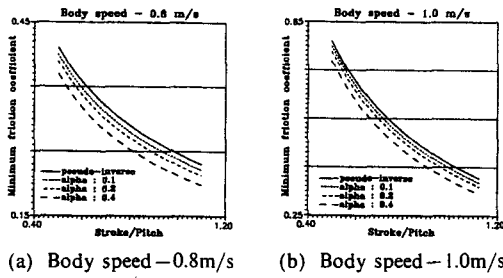 Body speed - 0.8 m/s
0.45
Minimum friction coefficient
pseudo-inverse
alpha : 0.1
alpha : 0.2
alpha : 0.4
0.13
0.40
Stroke/Pitch
1.20
(a) Body speed-0.8m/s
Body speed - 1.0 m/s
0.85
Minimum friction coefficient
pseudo-inverse
alpha : 0.1
alpha : 0.2
alpha : 0.4
0.25
0.40
Stroke/Pitch
1.20
(b) Body speed-1.0m/s